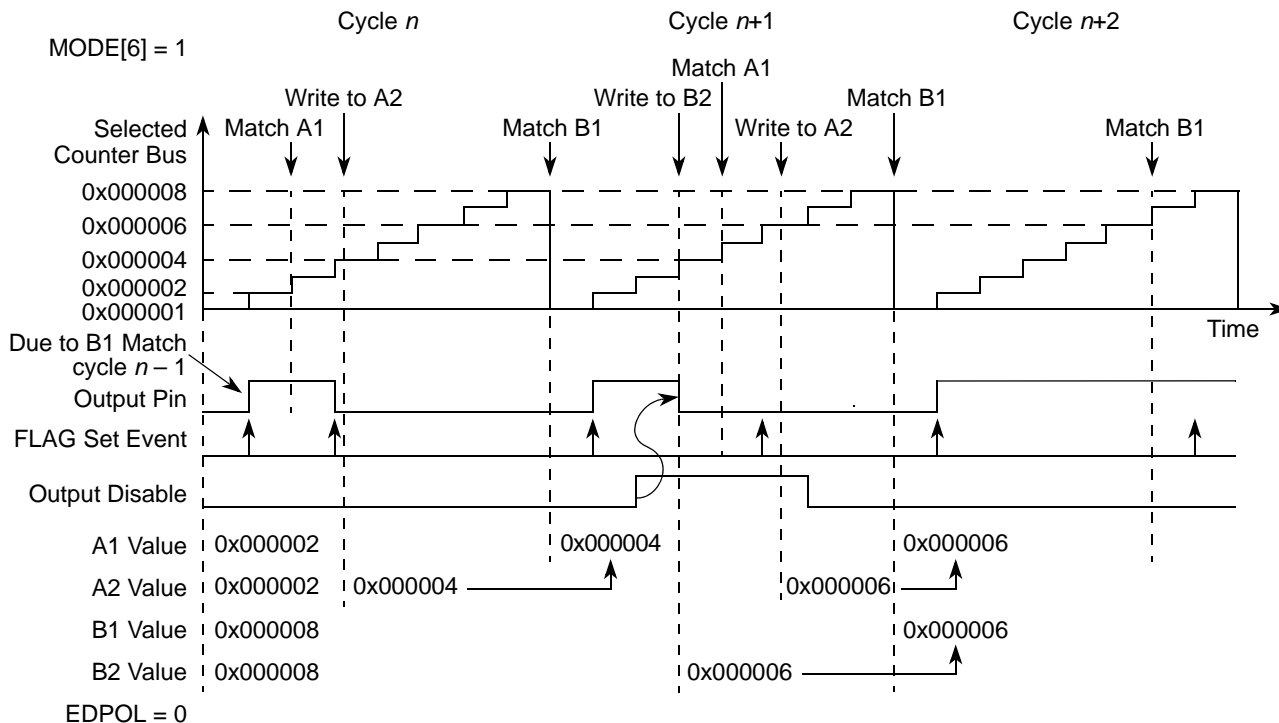 Cycle n Cycle n+1 Cycle n+2
MODE[6] = 1
Match A1
Write to A2 Write to B2 Match B1
Selected Match A1 Match B1 Write to A2 Match B1
Counter Bus
0x000008
0x000006
0x000004
0x000002
0x000001
Time
Due to B1 Match
cycle n – 1
Output Pin
FLAG Set Event
Output Disable
A1 Value 0x000002 0x000004 0x000006
A2 Value 0x000002 0x000004 0x000006
B1 Value 0x000008 0x000006
B2 Value 0x000008 0x000006
EDPOL = 0